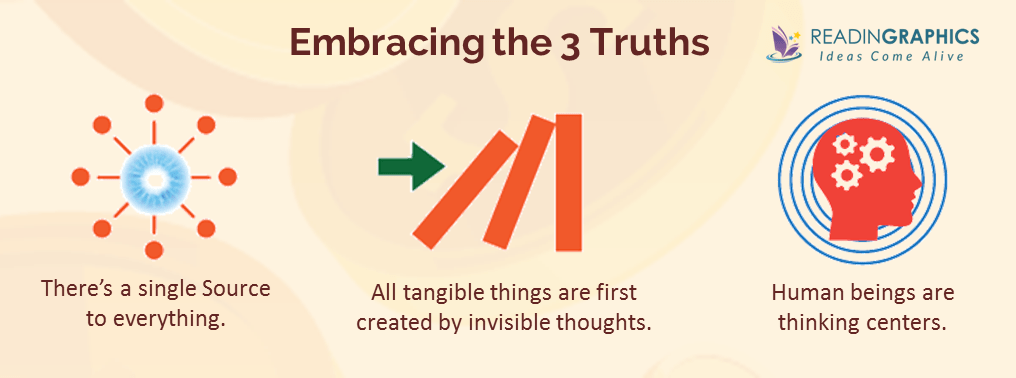 Embracing the 3 Truths
READINGRAPHICS
Ideas Come Alive
There's a single Source
to everything.
All tangible things are first
created by invisible thoughts.
Human beings are
thinking centers.